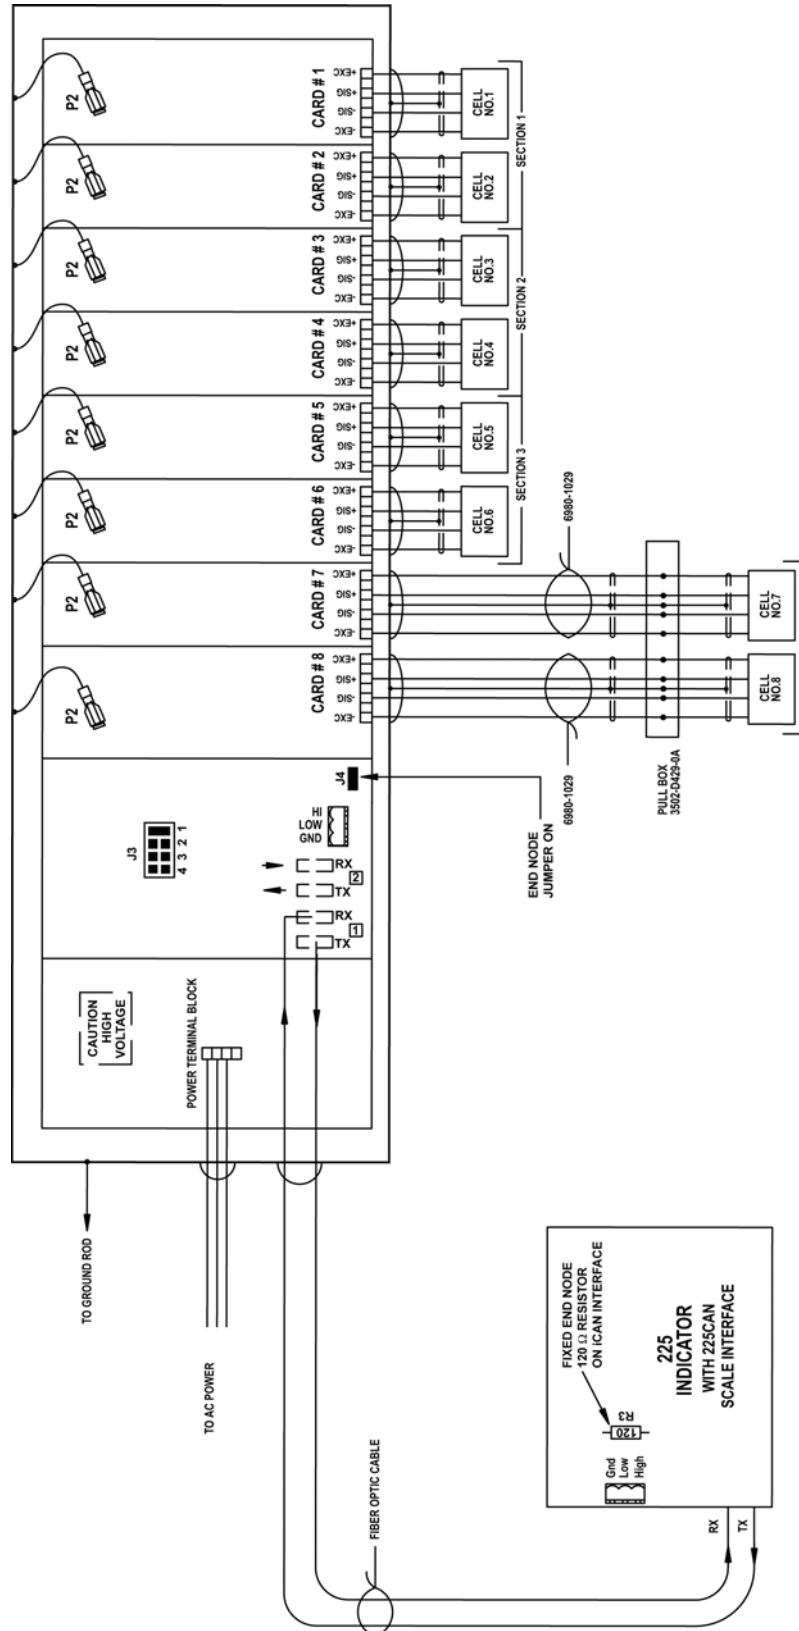 P2
CARD # 1
+EXC
+SIG
-SIG
-EXC
CELL
NO.1
P2
CARD # 2
+EXC
+SIG
-SIG
-EXC
CELL
NO.2
SECTION 1
P2
CARD # 3
+EXC
+SIG
-SIG
-EXC
CELL
NO.3
P2
CARD # 4
+EXC
+SIG
-SIG
-EXC
CELL
NO.4
SECTION 2
P2
CARD # 5
+EXC
+SIG
-SIG
-EXC
CELL
NO.5
P2
CARD # 6
+EXC
+SIG
-SIG
-EXC
CELL
NO.6
SECTION 3
P2
CARD # 7
+EXC
+SIG
-SIG
-EXC
6980-1029
CELL
NO.7
P2
CARD # 8
+EXC
+SIG
-SIG
-EXC
6980-1029
CELL
NO.8
PULL BOX
3502-D429-0A
J4
END NODE
JUMPER ON
J3
4 3 2 1
HI
LOW
GND
RX
2
TX
RX
1
TX
CAUTION
HIGH
VOLTAGE
POWER TERMINAL BLOCK
TO GROUND ROD
TO AC POWER
FIBER OPTIC CABLE
FIXED END NODE
120 Ω RESISTOR
ON iCAN INTERFACE
R3
120
Gnd
Low
High
225
INDICATOR
WITH 225CAN
SCALE INTERFACE
RX
TX